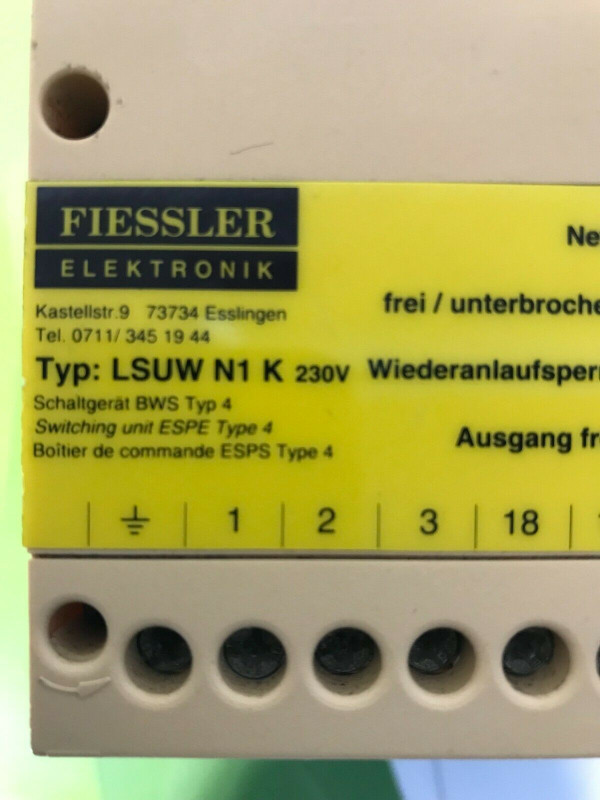 FIESSLER
ELEKTRONIK
Kastellstr.9 73734 Esslingen
Tel. 0711/ 345 19 44
Typ: LSUW N1 K 230V
Schaltgerät BWS Typ 4
Switching unit ESPE Type 4
Boîtier de commande ESPS Type 4
Ne
frei / unterbroche
Wiederanlaufsperr
Ausgang fr
1 2 3 18